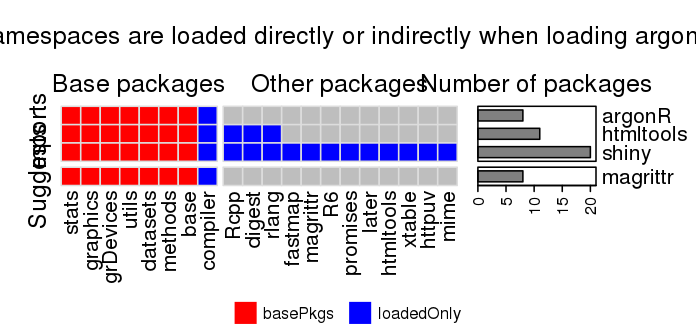 amespaces are loaded directly or indirectly when loading argon
Base packages
Other packages
Number of packages
Imports
Suggests
argonR
htmltools
shiny
magrittr
stats
graphics
grDevices
utils
datasets
methods
base
compiler
Rcpp
digest
rlang
fastmap
magrittr
R6
promises
later
htmltools
xtable
httpuv
mime
0
5
10
15
20
basePkgs
loadedOnly